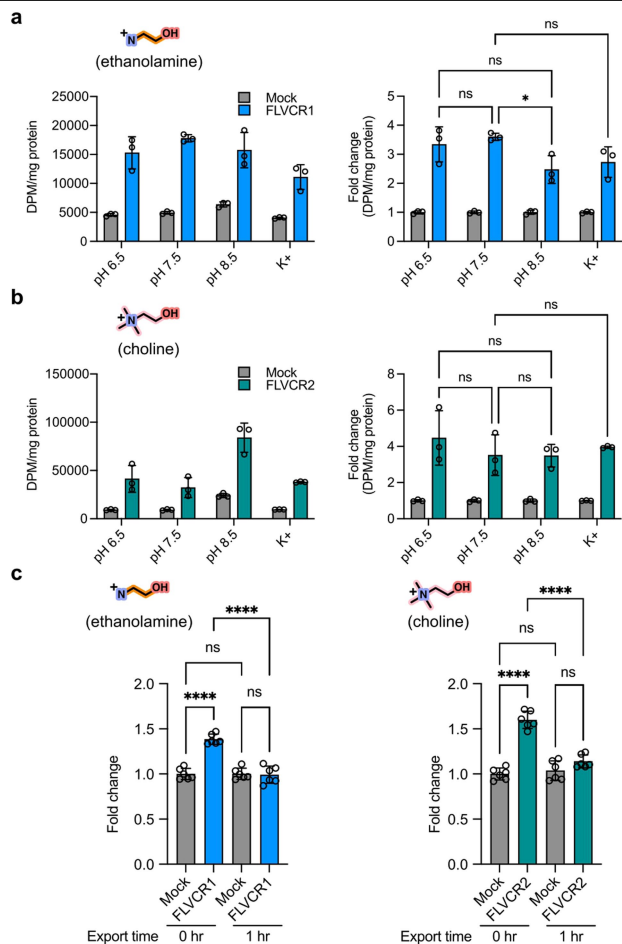 a
+
N
OH
(ethanolamine)
Mock
FLVCR1
DPM/mg protein
25000
20000
15000
10000
5000
0
pH 6.5
pH 7.5
pH 8.5
K+
ns
ns
ns
*
Fold change
(DPM/mg protein)
5
4
3
2
1
0
pH 6.5
pH 7.5
pH 8.5
K+
b
+
N
OH
(choline)
Mock
FLVCR2
DPM/mg protein
150000
100000
50000
0
pH 6.5
pH 7.5
pH 8.5
K+
ns
ns
ns
ns
Fold change
(DPM/mg protein)
8
6
4
2
0
pH 6.5
pH 7.5
pH 8.5
K+
c
+
N
OH
(ethanolamine)
****
ns
****
ns
Fold change
2.0
1.5
1.0
0.5
0.0
Mock
FLVCR1
Mock
FLVCR1
Export time
0 hr
1 hr
+
N
OH
(choline)
****
ns
****
ns
Fold change
2.0
1.5
1.0
0.5
0.0
Mock
FLVCR2
Mock
FLVCR2
Export time
0 hr
1 hr